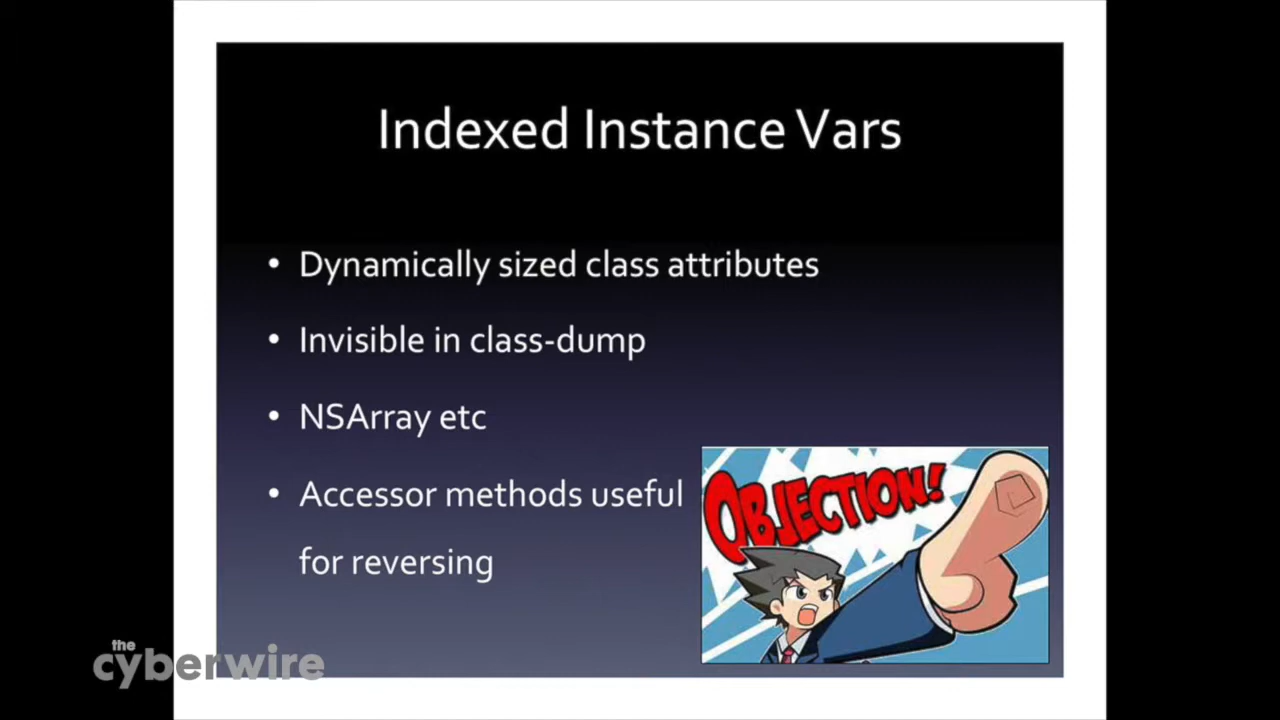 Indexed Instance Vars
• Dynamically sized class attributes
• Invisible in class-dump
• NSArray etc
• Accessor methods useful
for reversing
OBJECTION!
the
cyberwire